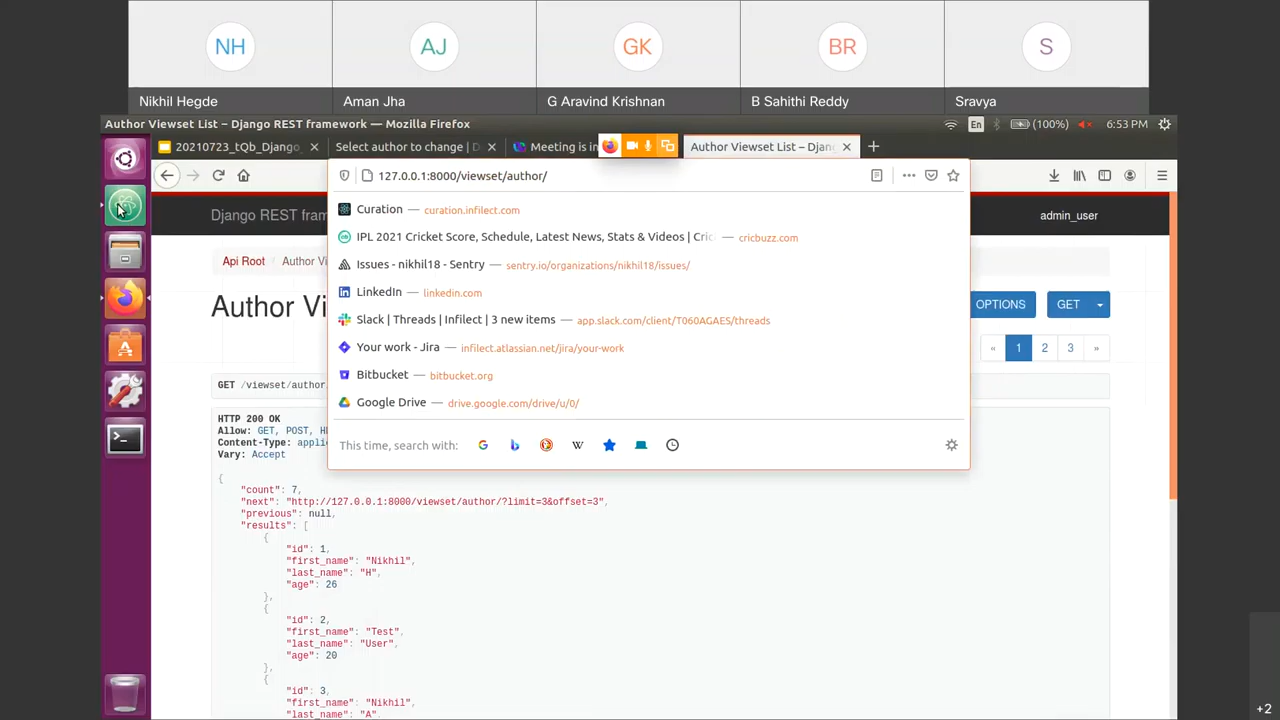 NH
AJ
GK
BR
S
Nikhil Hegde
Aman Jha
G Aravind Krishnan
B Sahithi Reddy
Sravya
Author Viewset List – Django REST framework — Mozilla Firefox
En
(100%)
6:53 PM
20210723_tQb_Django_
Select author to change | D
Meeting is in
Author Viewset List – Djan
127.0.0.1:8000/viewset/author/
Django REST fram
admin_user
Curation — curation.infilect.com
IPL 2021 Cricket Score, Schedule, Latest News, Stats & Videos | Cric — cricbuzz.com
Issues - nikhil18 - Sentry — sentry.io/organizations/nikhil18/issues/
LinkedIn — linkedin.com
Slack | Threads | Infilect | 3 new items — app.slack.com/client/T060AGAES/threads
Your work - Jira — infilect.atlassian.net/jira/your-work
Bitbucket — bitbucket.org
Google Drive — drive.google.com/drive/u/0/
This time, search with:
Api Root / Author Vi
Author Vi
OPTIONS
GET
« 1 2 3 »
GET /viewset/author
HTTP 200 OK
Allow: GET, POST, HE
Content-Type: applic
Vary: Accept
{
"count": 7,
"next": "http://127.0.0.1:8000/viewset/author/?limit=3&offset=3",
"previous": null,
"results": [
{
"id": 1,
"first_name": "Nikhil",
"last_name": "H",
"age": 26
},
{
"id": 2,
"first_name": "Test",
"last_name": "User",
"age": 20
},
{
"id": 3,
"first_name": "Nikhil",
"last_name": "A",
+2